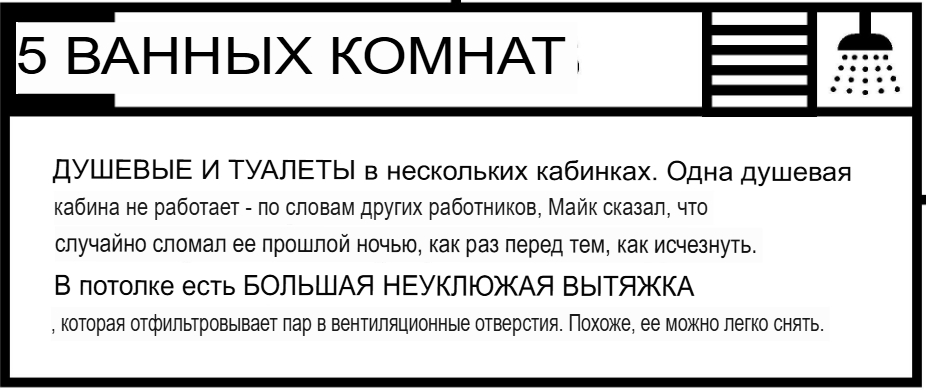 5 ВАННЫХ КОМНАТ
ДУШЕВЫЕ И ТУАЛЕТЫ в нескольких кабинках. Одна душевая
кабина не работает - по словам других работников, Майк сказал, что
случайно сломал ее прошлой ночью, как раз перед тем, как исчезнуть.
В потолке есть БОЛЬШАЯ НЕУКЛЮЖАЯ ВЫТЯЖКА
, которая отфильтровывает пар в вентиляционные отверстия. Похоже, ее можно легко снять.